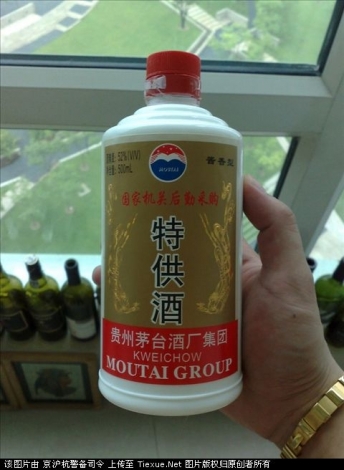 52%(V/V)
500mL
MOUTAI
酱香型
国家机关后勤采购
特供酒
贵州茅台酒厂集团
KWEICHOW
MOUTAI GROUP
该图片由 京沪杭警备司令 上传至 Tiexue.Net 图片版权归原创者所有